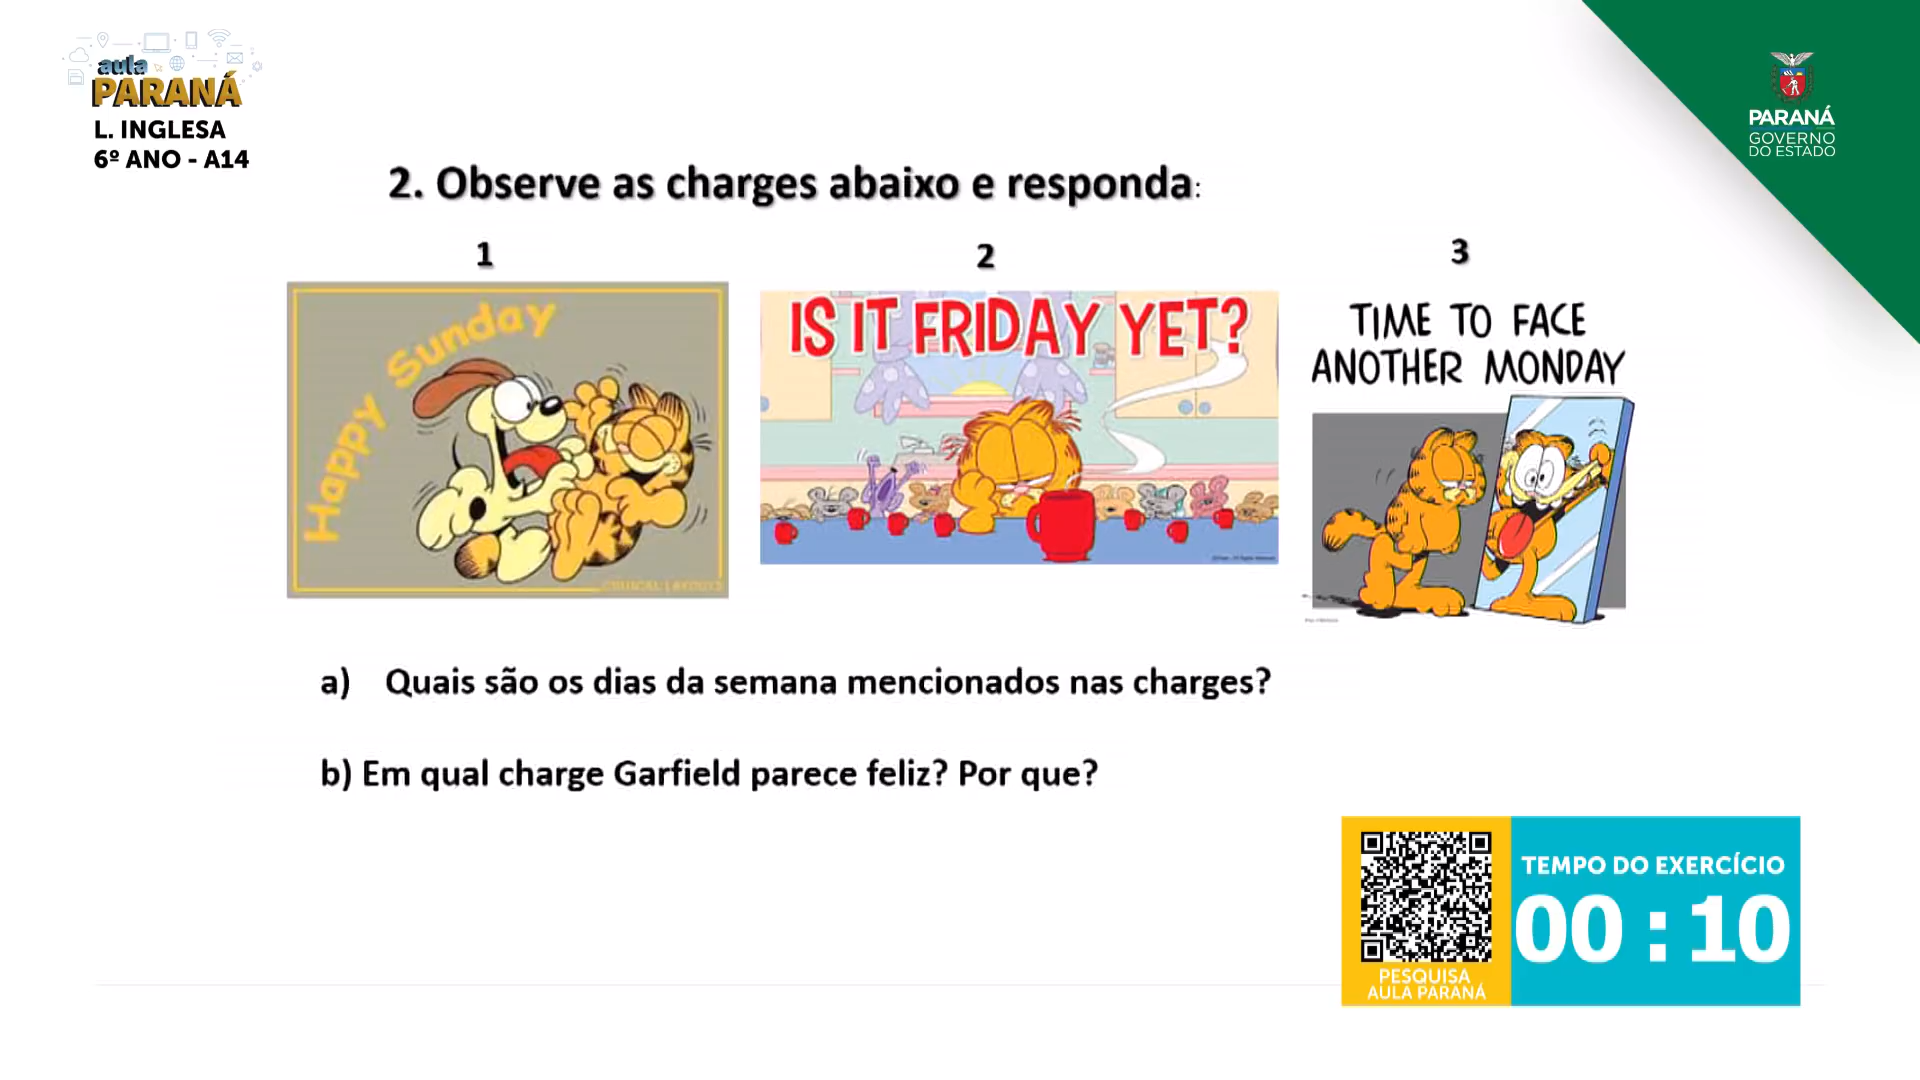 aula
PARANÁ
L. INGLESA
6º ANO - A14
PARANÁ
GOVERNO
DO ESTADO
2. Observe as charges abaixo e responda:
1
2
3
Happy Sunday
IS IT FRIDAY YET?
TIME TO FACE
ANOTHER MONDAY
a) Quais são os dias da semana mencionados nas charges?
b) Em qual charge Garfield parece feliz? Por que?
TEMPO DO EXERCÍCIO
00 : 10
PESQUISA
AULA PARANÁ